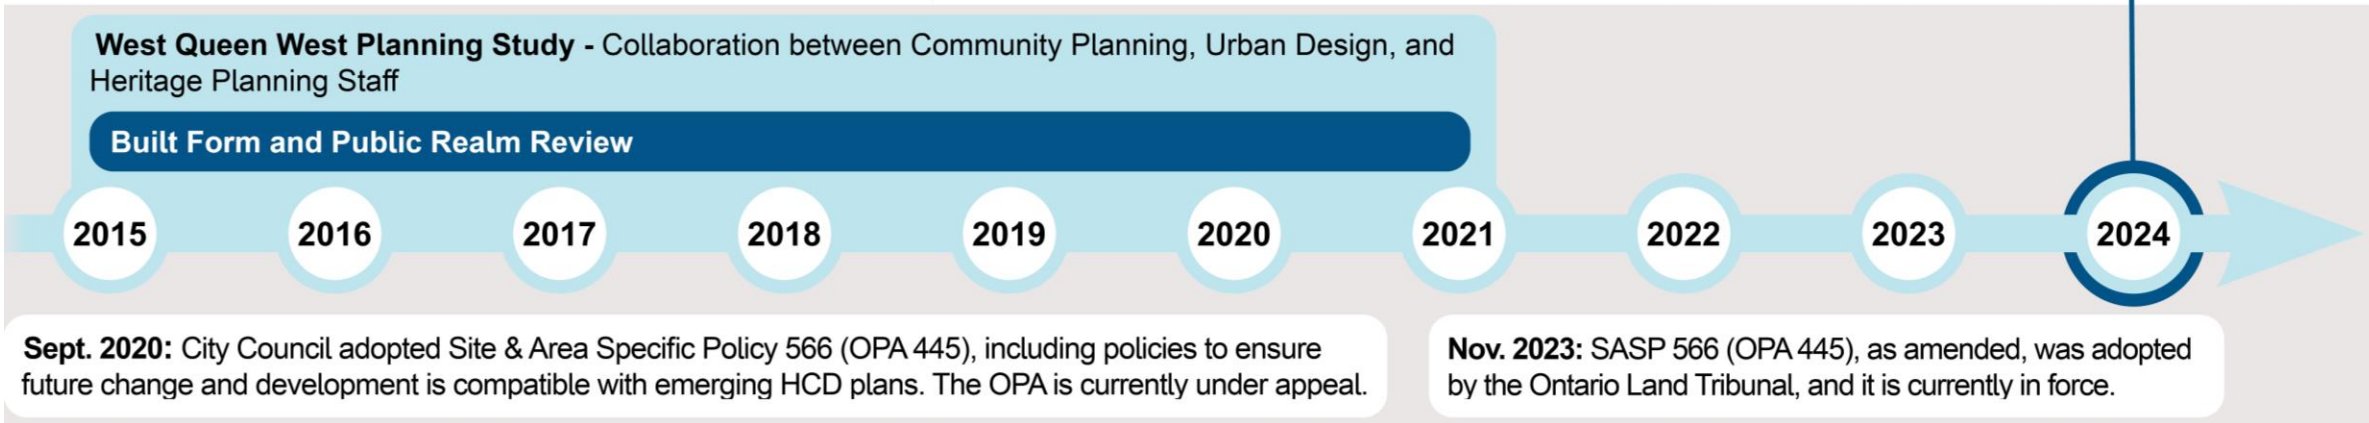 West Queen West Planning Study - Collaboration between Community Planning, Urban Design, and
Heritage Planning Staff
Built Form and Public Realm Review
2015 2016 2017 2018 2019 2020 2021 2022 2023 2024
Sept. 2020: City Council adopted Site & Area Specific Policy 566 (OPA 445), including policies to ensure
future change and development is compatible with emerging HCD plans. The OPA is currently under appeal.
Nov. 2023: SASP 566 (OPA 445), as amended, was adopted
by the Ontario Land Tribunal, and it is currently in force.